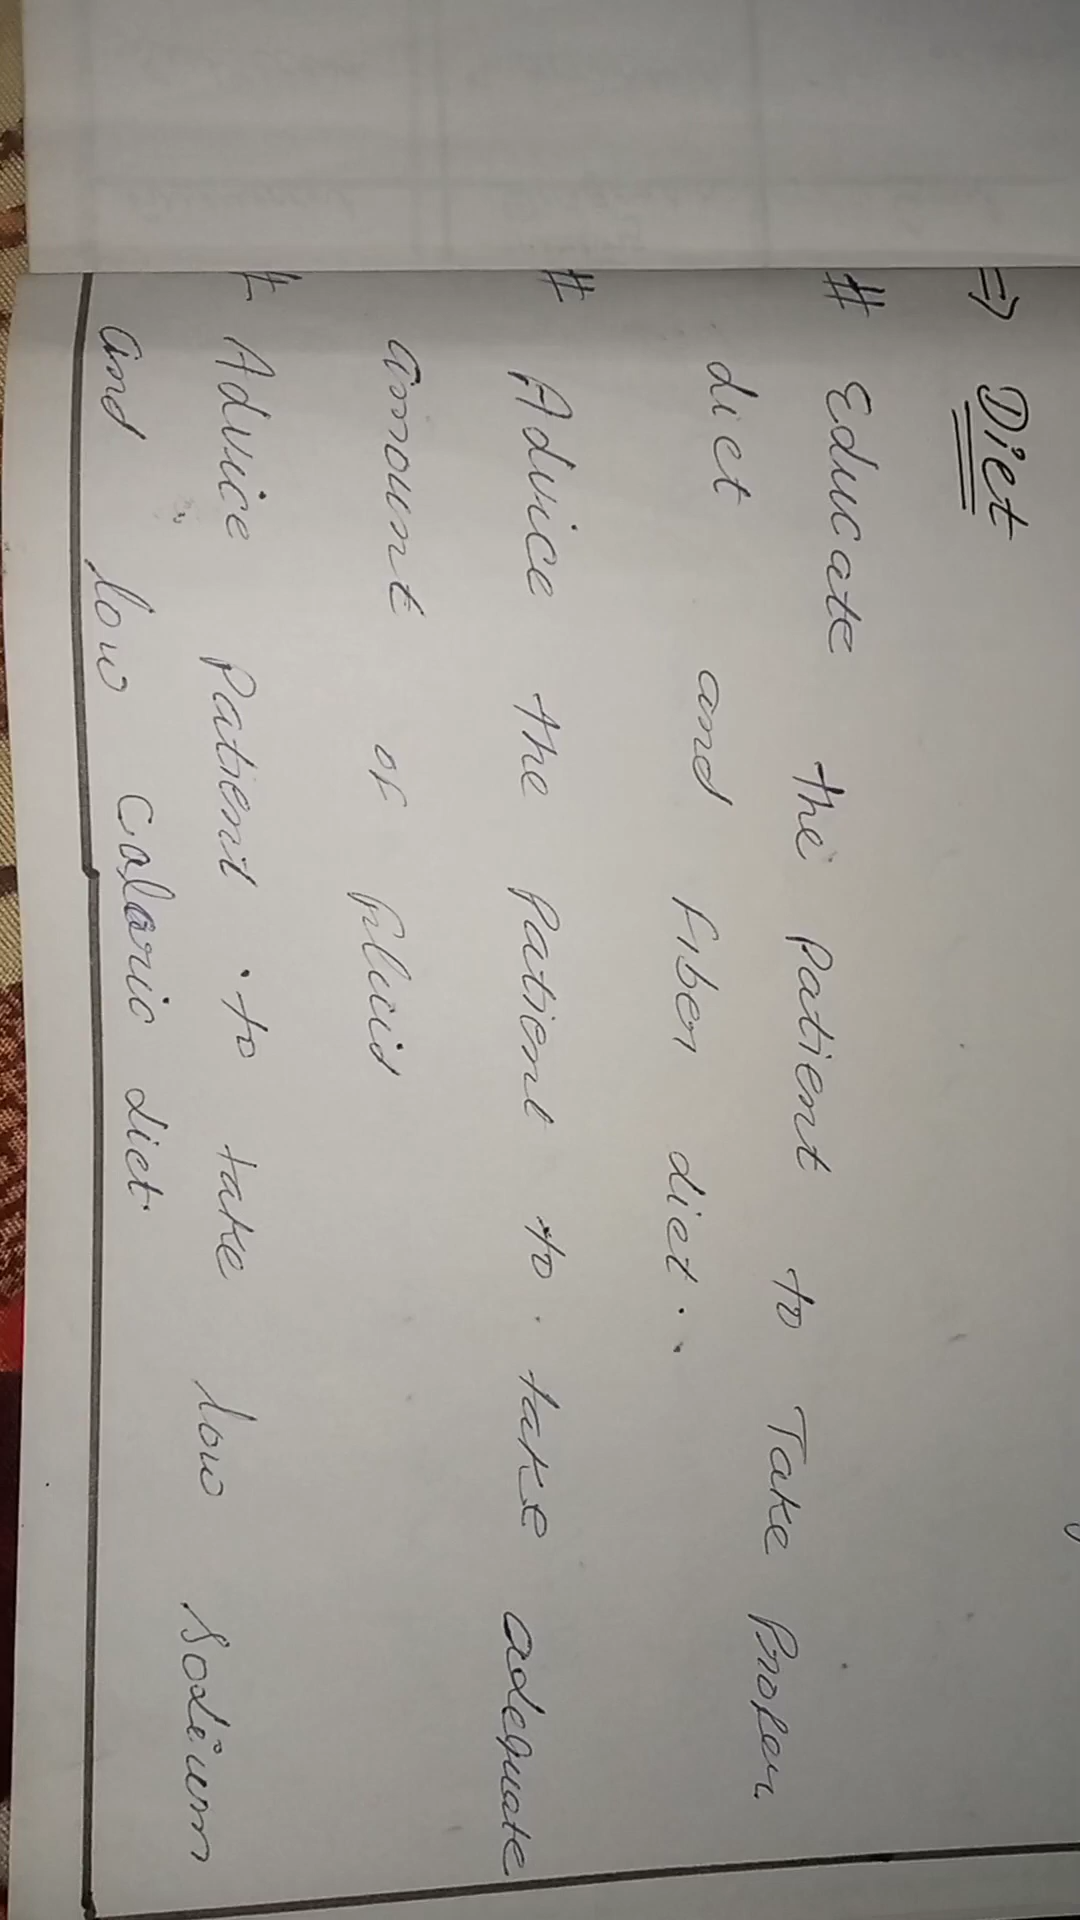 ⇒ Diet
# Educate the patient to Take Proper
diet and fiber diet.
# Advice the Patient to take adequate
amount of fluid
# Advice Patient to take low sodium
and low caloric diet.